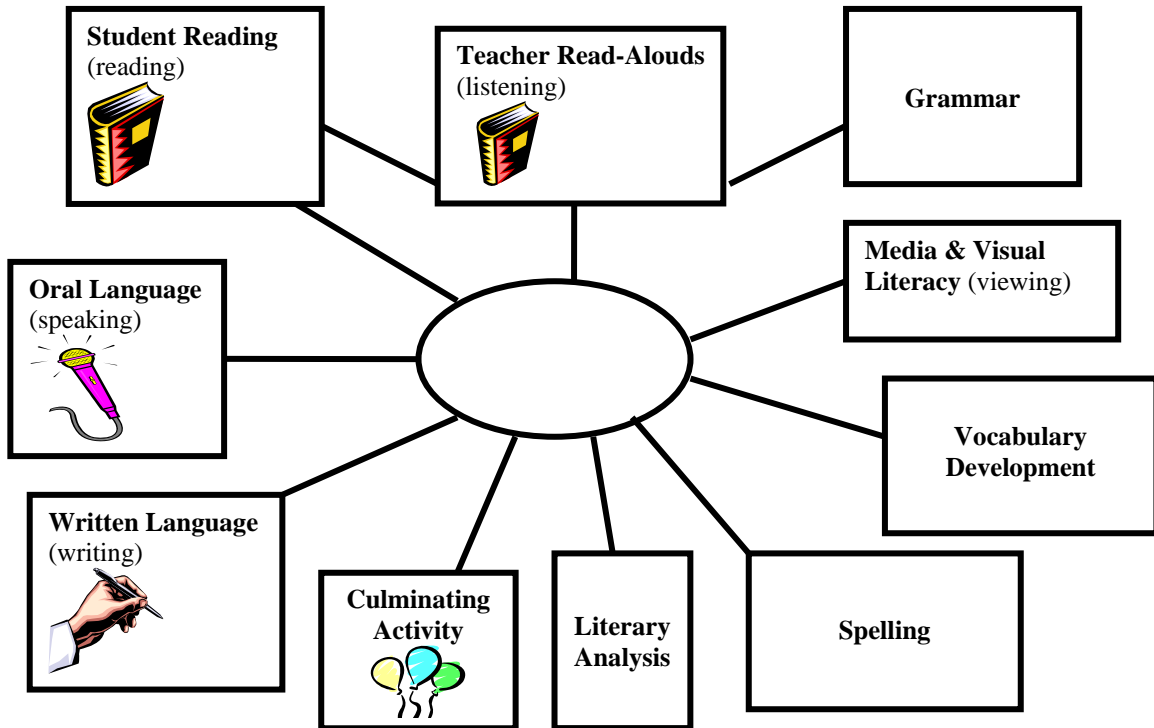 Student Reading
(reading)
Teacher Read-Alouds
(listening)
Grammar
Oral Language
(speaking)
Media & Visual
Literacy (viewing)
Vocabulary
Development
Written Language
(writing)
Culminating
Activity
Literary
Analysis
Spelling